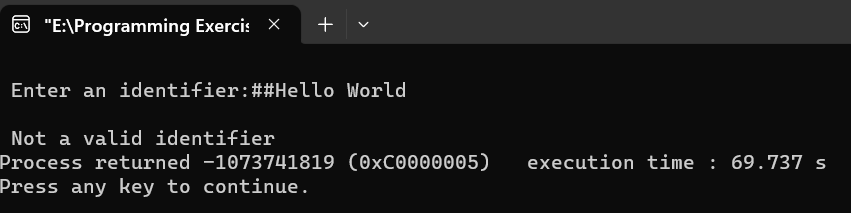 "E:\Programming Exercis
Enter an identifier:##Hello World
Not a valid identifier
Process returned -1073741819 (0xC0000005)   execution time : 69.737 s
Press any key to continue.